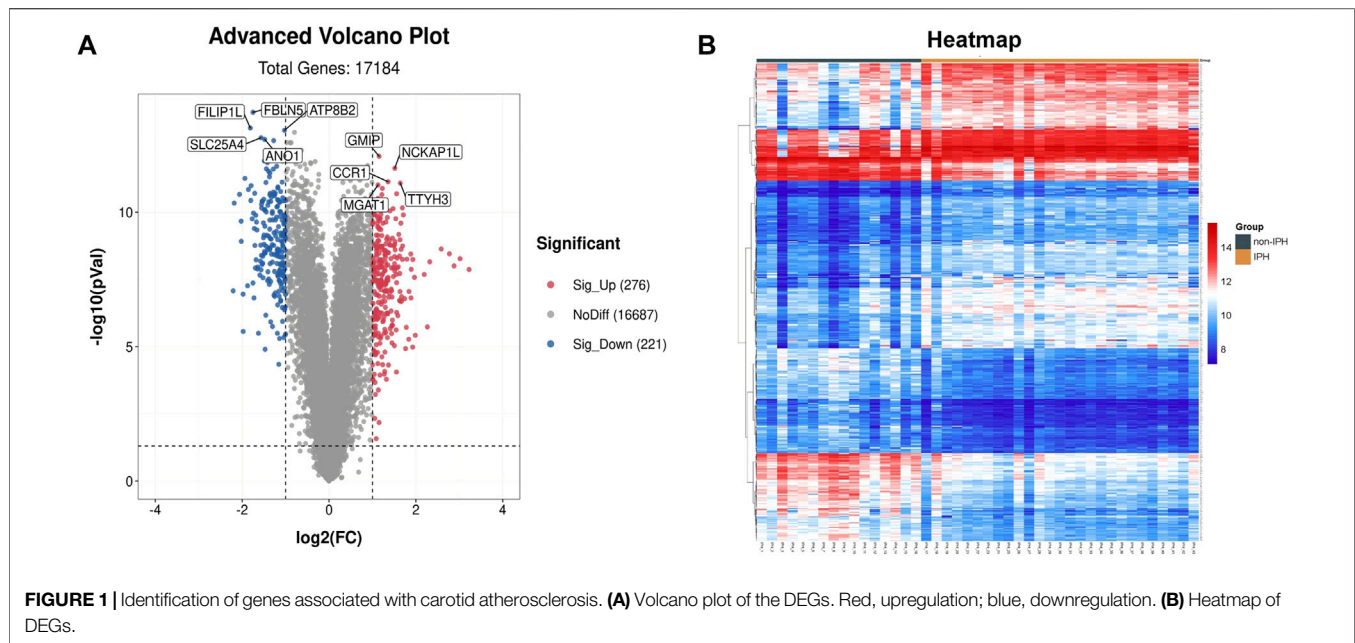 A
Advanced Volcano Plot
Total Genes: 17184
FILIP1L
FBLN5
ATP8B2
SLC25A4
ANO1
GMIP
NCKAP1L
CCR1
MGAT1
TTYH3
10
5
0
-log10(pVal)
-4
-2
0
2
4
log2(FC)
Significant
Sig_Up (276)
NoDiff (16687)
Sig_Down (221)
B
Heatmap
Group
14
12
10
8
Group
non-IPH
IPH
FIGURE 1 | Identification of genes associated with carotid atherosclerosis. (A) Volcano plot of the DEGs. Red, upregulation; blue, downregulation. (B) Heatmap of
DEGs.